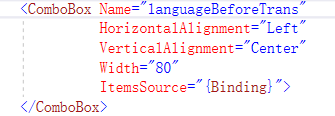 <ComboBox Name="languageBeforeTrans"
HorizontalAlignment="Left"
VerticalAlignment="Center"
Width="80"
ItemsSource="{Binding}">
</ComboBox>